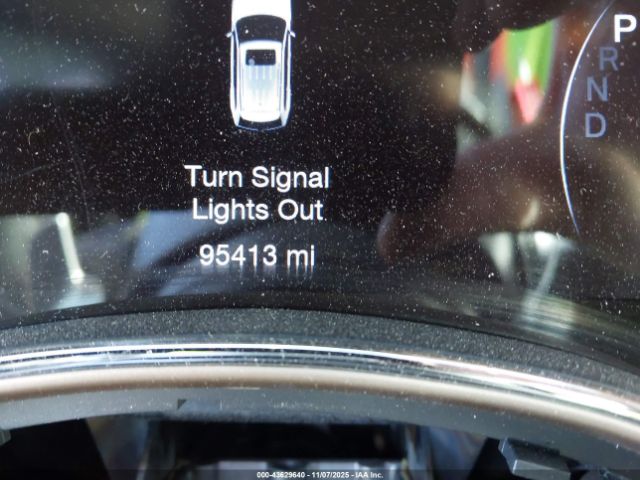 P
R
N
D
Turn Signal
Lights Out
95413 mi
000-43629640 - 11/07/2025 - IAA Inc.